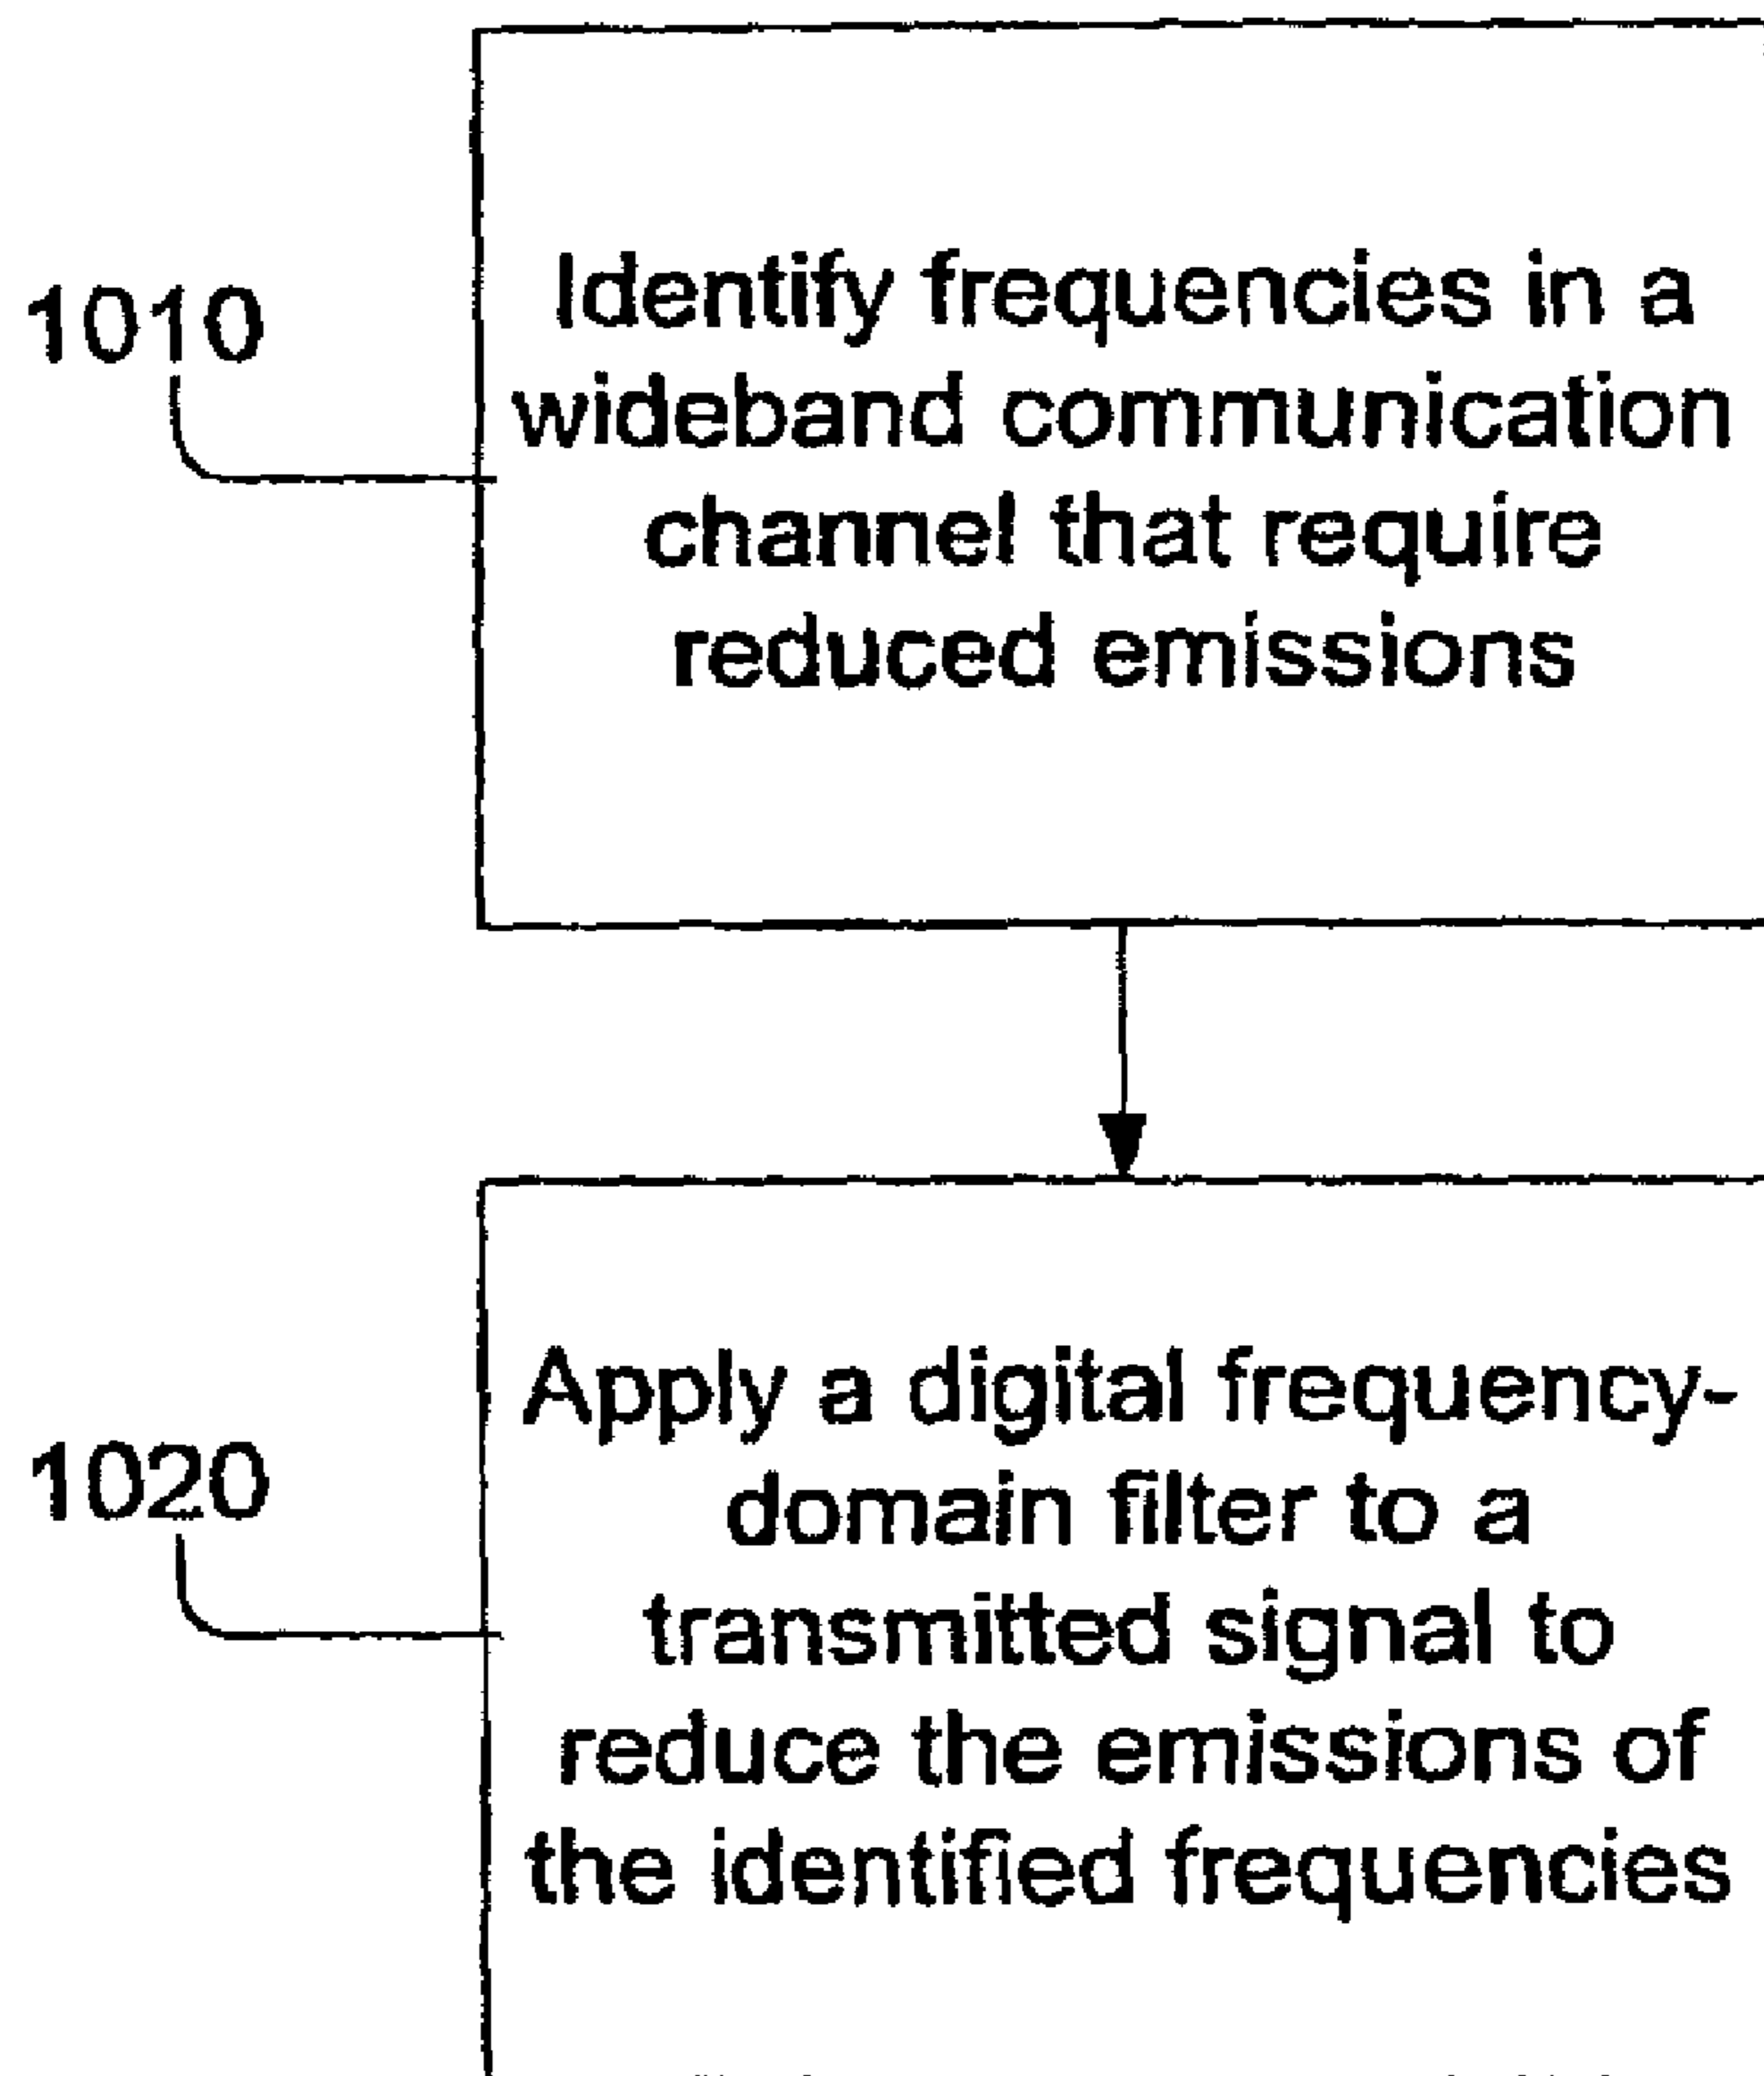 1010
Identify frequencies in a
wideband communication
channel that require
reduced emissions
1020
Apply a digital frequency-
domain filter to a
transmitted signal to
reduce the emissions of
the identified frequencies